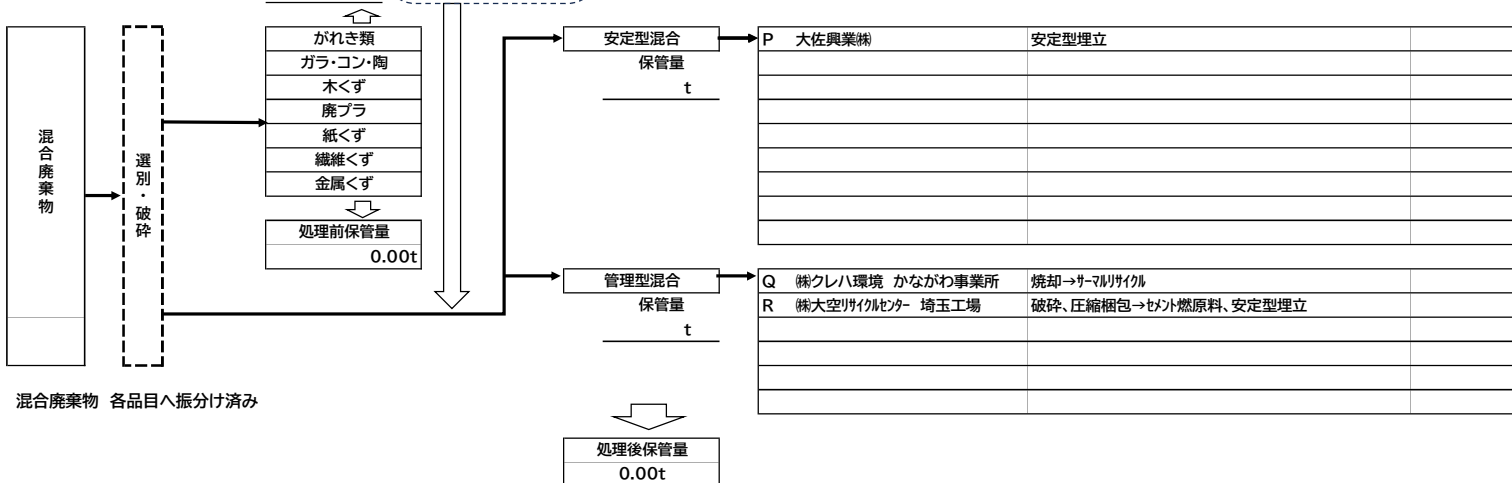 混合廃棄物
選別・破砕
がれき類
ガラ・コン・陶
木くず
廃プラ
紙くず
繊維くず
金属くず
処理前保管量
0.00t
安定型混合
保管量
t
P 大佐興業㈱ 安定型埋立
管理型混合
保管量
t
Q ㈱クレハ環境 かながわ事業所 焼却→ｻｰﾏﾙﾘｻｲｸﾙ
R ㈱大空ﾘｻｲｸﾙｾﾝﾀｰ 埼玉工場 破砕、圧縮梱包→ｾﾒﾝﾄ燃原料、安定型埋立
混合廃棄物 各品目へ振分け済み
処理後保管量
0.00t